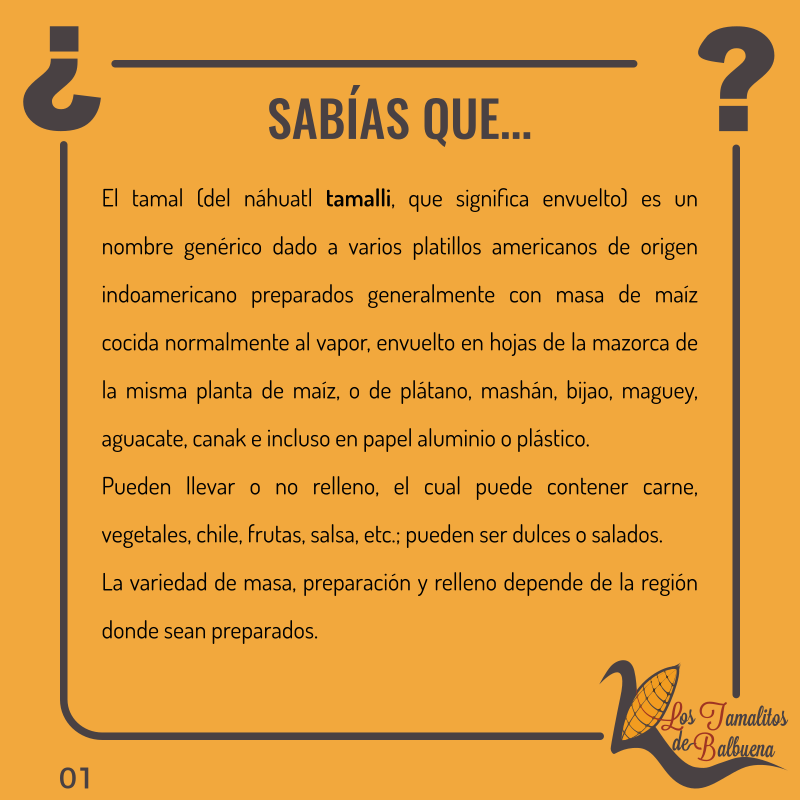 ¿ ?
SABÍAS QUE...
El tamal (del náhuatl tamalli, que significa envuelto) es un
nombre genérico dado a varios platillos americanos de origen
indoamericano preparados generalmente con masa de maíz
cocida normalmente al vapor, envuelto en hojas de la mazorca de
la misma planta de maíz, o de plátano, mashán, bijao, maguey,
aguacate, canak e incluso en papel aluminio o plástico.
Pueden llevar o no relleno, el cual puede contener carne,
vegetales, chile, frutas, salsa, etc.; pueden ser dulces o salados.
La variedad de masa, preparación y relleno depende de la región
donde sean preparados.
Los Tamalitos
de Balbuena
01